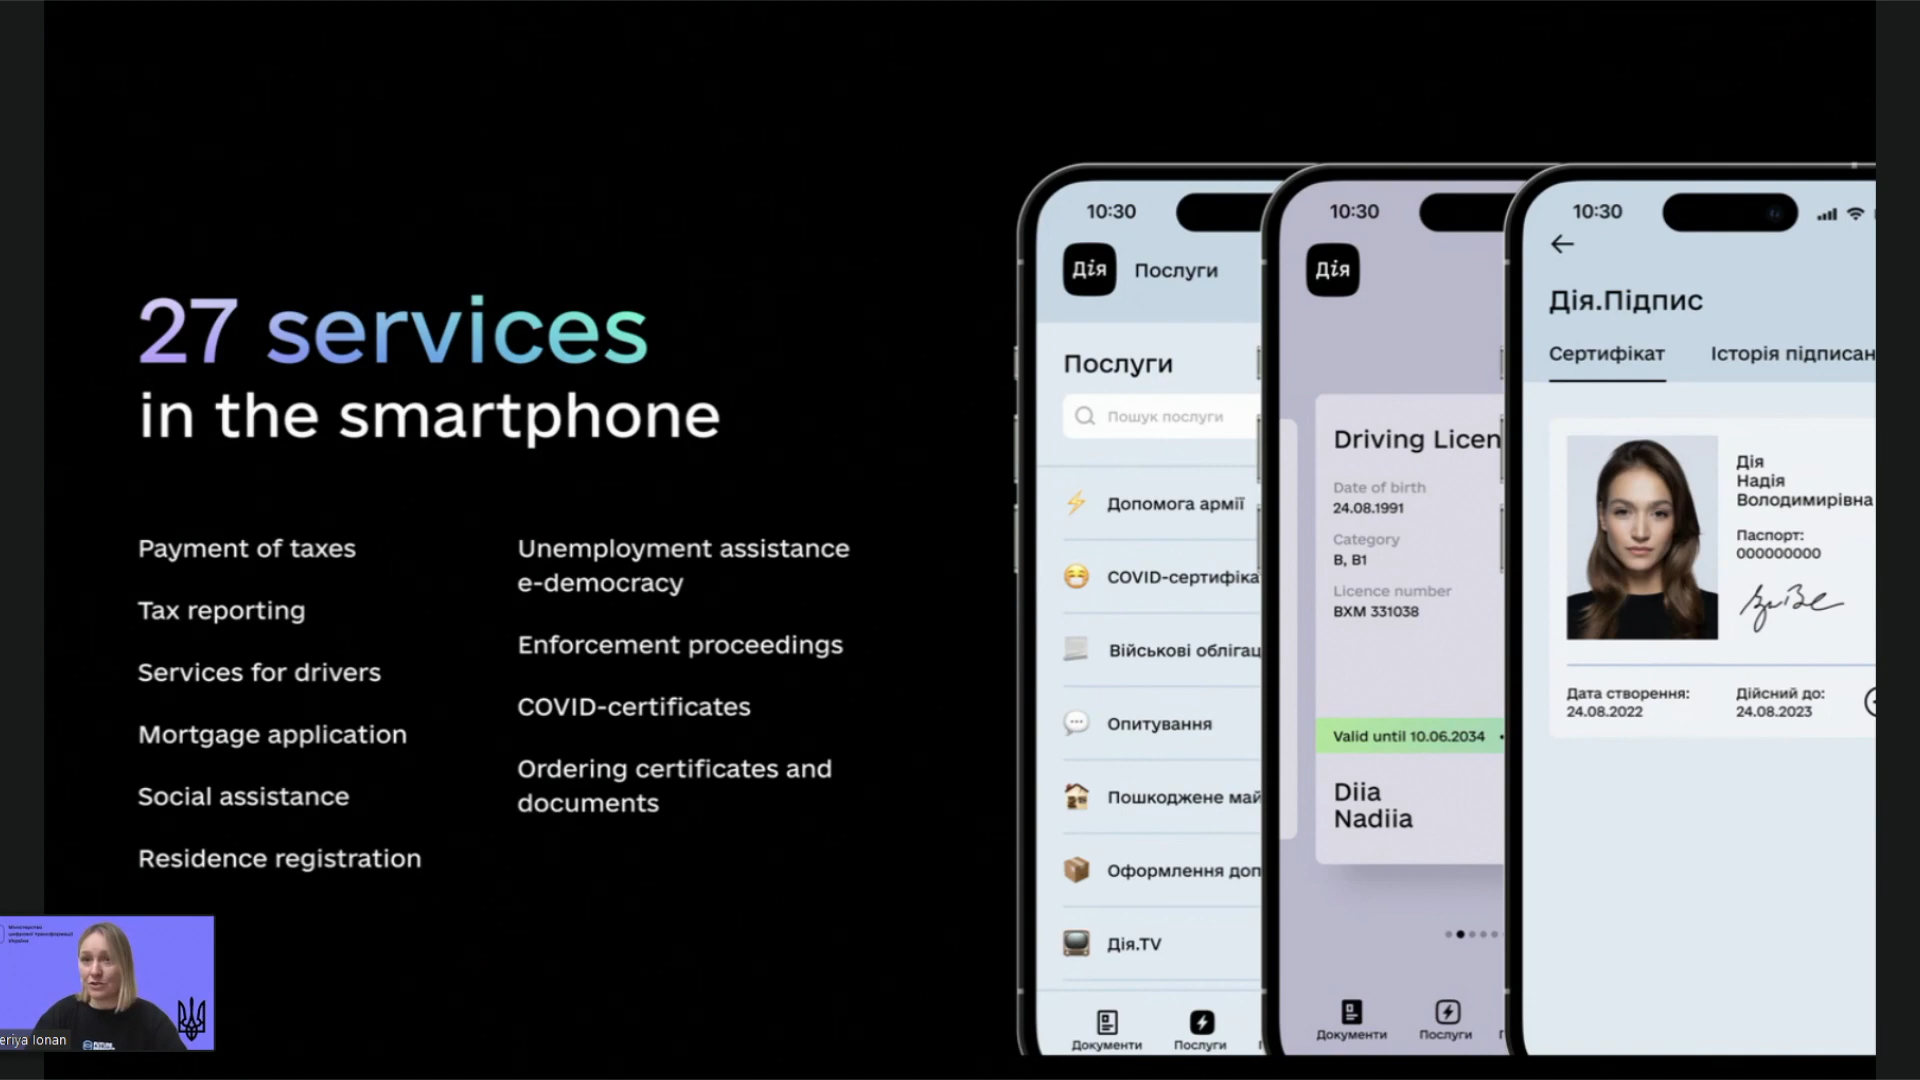 27 services
in the smartphone
Payment of taxes
Tax reporting
Services for drivers
Mortgage application
Social assistance
Residence registration
Unemployment assistance
e-democracy
Enforcement proceedings
COVID-certificates
Ordering certificates and
documents
10:30
Дія Послуги
Послуги
Пошук послуги
Допомога армії
COVID-сертифіка
Військові обліга
Опитування
Пошкоджене май
Оформлення доп
Дія.TV
Документи Послуги
10:30
Дія
Driving Licen
Date of birth
24.08.1991
Category
B, B1
Licence number
BXM 331038
Valid until 10.06.2034 •
Diia
Nadiia
Документи Послуги
10:30
Дія.Підпис
Сертифікат Історія підписан
Дія
Надія
Володимирівна
Паспорт:
000000000
Дата створення:
24.08.2022
Дійсний до:
24.08.2023
Міністерство
цифрової трансформації
України
eriya Ionan